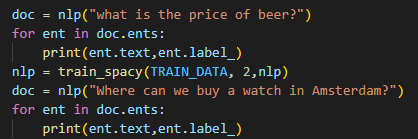 doc = nlp("what is the price of beer?")
for ent in doc.ents:
    print(ent.text,ent.label_)
nlp = train_spacy(TRAIN_DATA, 2,nlp)
doc = nlp("Where can we buy a watch in Amsterdam?")
for ent in doc.ents:
    print(ent.text,ent.label_)